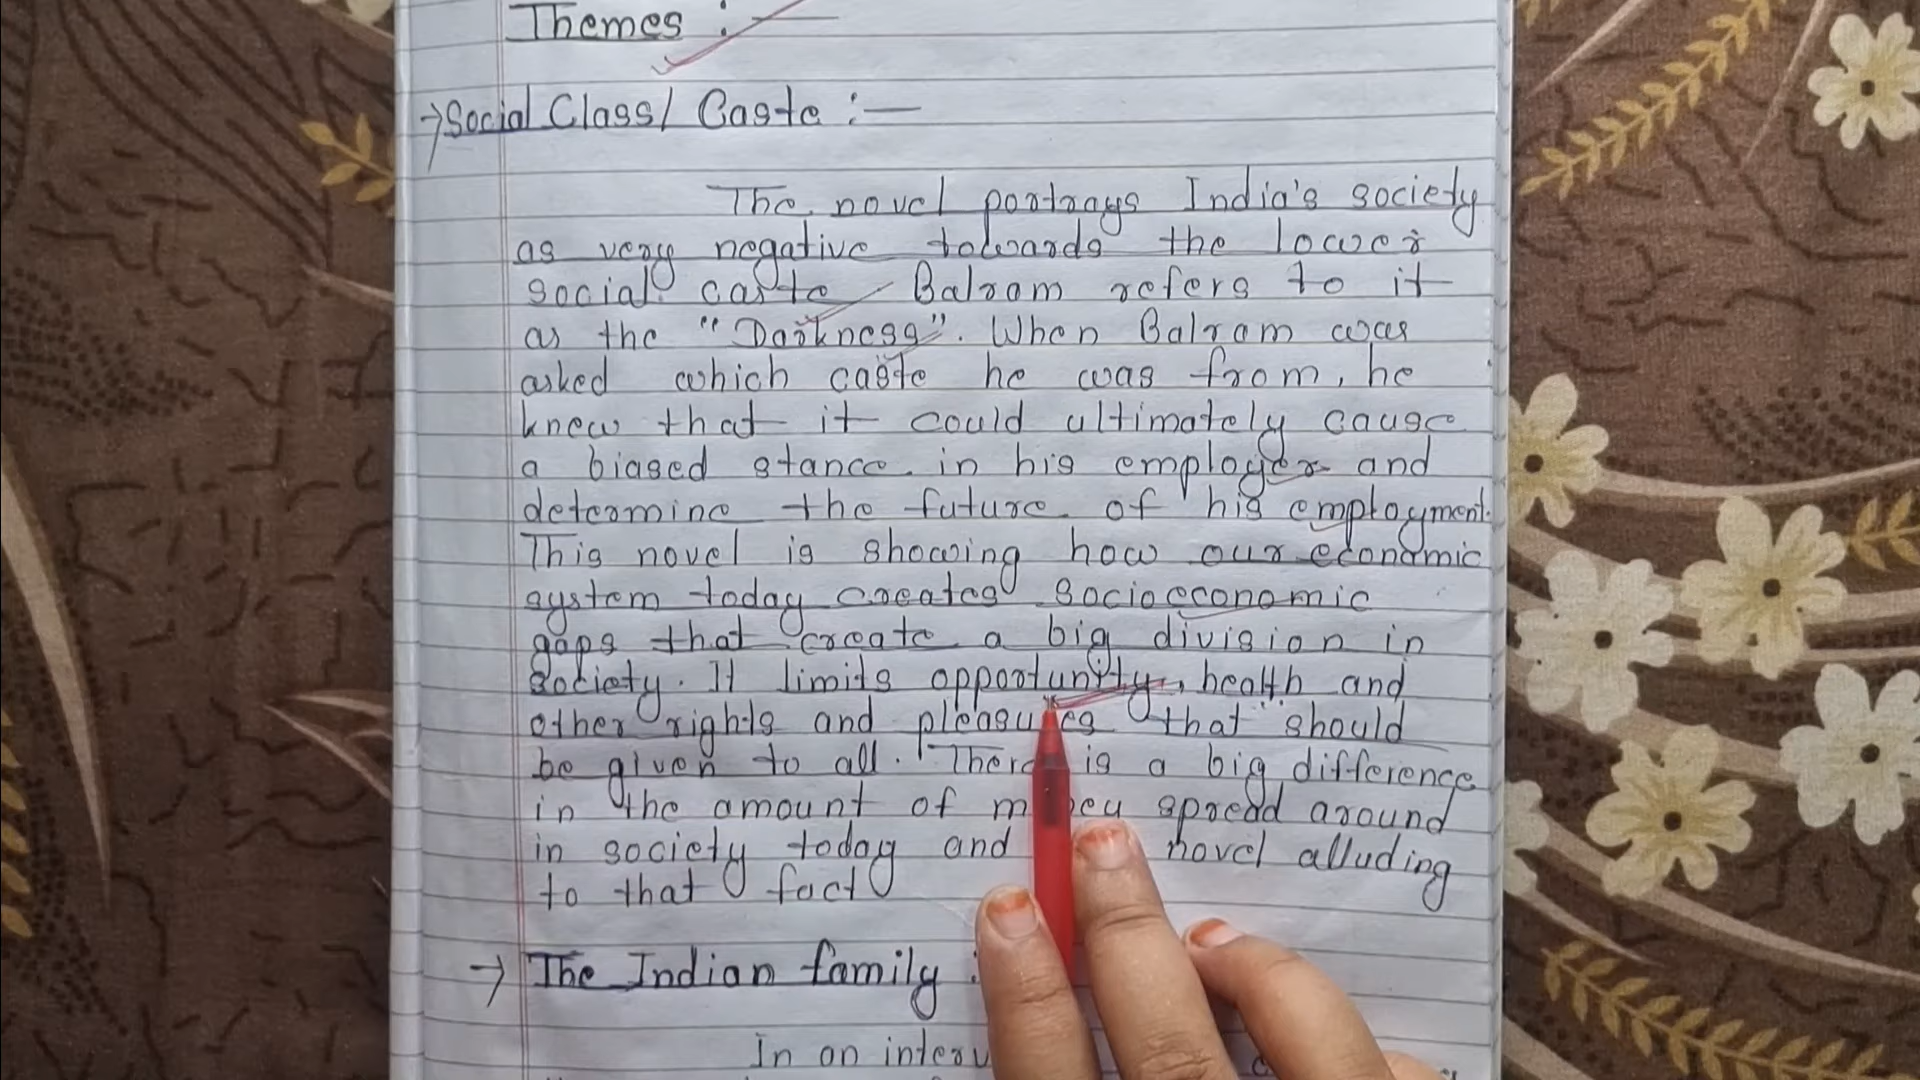 Themes : —
→ Social Class / Caste : —
The novel portrays India's society
as very negative towards the lower
social caste Balram refers to it
as the "Darkness". When Balram was
asked which caste he was from, he
knew that it could ultimately cause
a biased stance in his employer and
determine the future of his employment.
This novel is showing how our economic
system today creates socioeconomic
gaps that create a big division in
society. It limits opportunity, health and
other rights and pleasures that should
be given to all. There is a big difference
in the amount of money spread around
in society today and novel alluding
to that fact
→ The Indian family :
In an